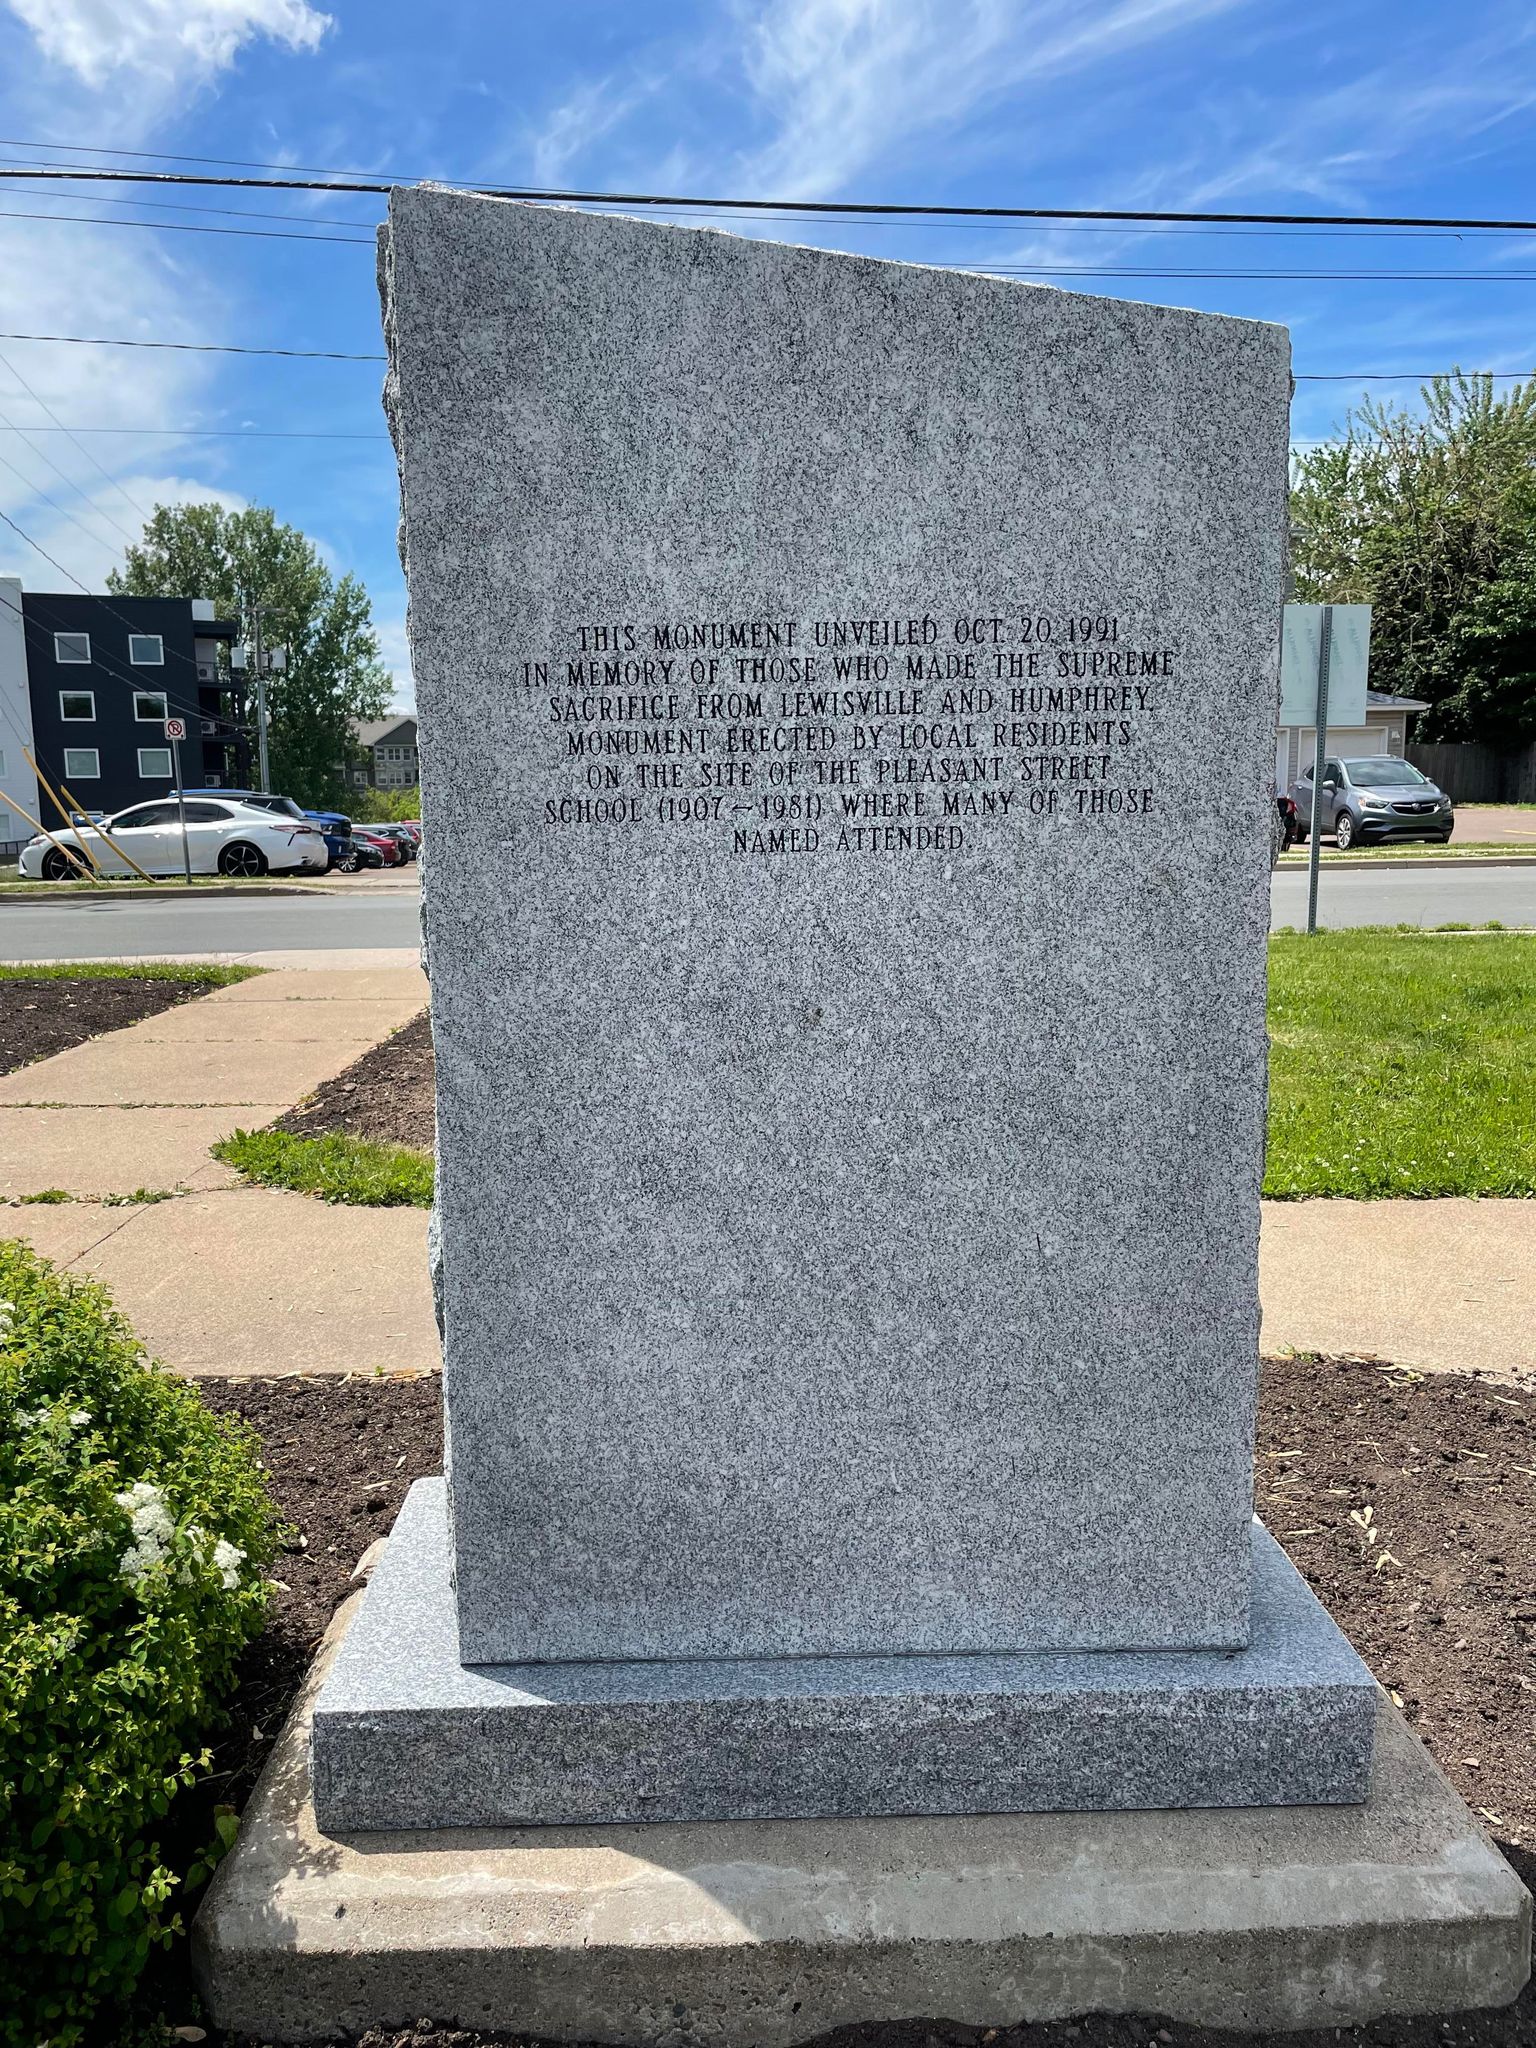 THIS MONUMENT UNVEILED OCT. 20, 1991
IN MEMORY OF THOSE WHO MADE THE SUPREME
SACRIFICE FROM LEWISVILLE AND HUMPHREY.
MONUMENT ERECTED BY LOCAL RESIDENTS
ON THE SITE OF THE PLEASANT STREET
SCHOOL (1907 – 1981) WHERE MANY OF THOSE
NAMED ATTENDED.